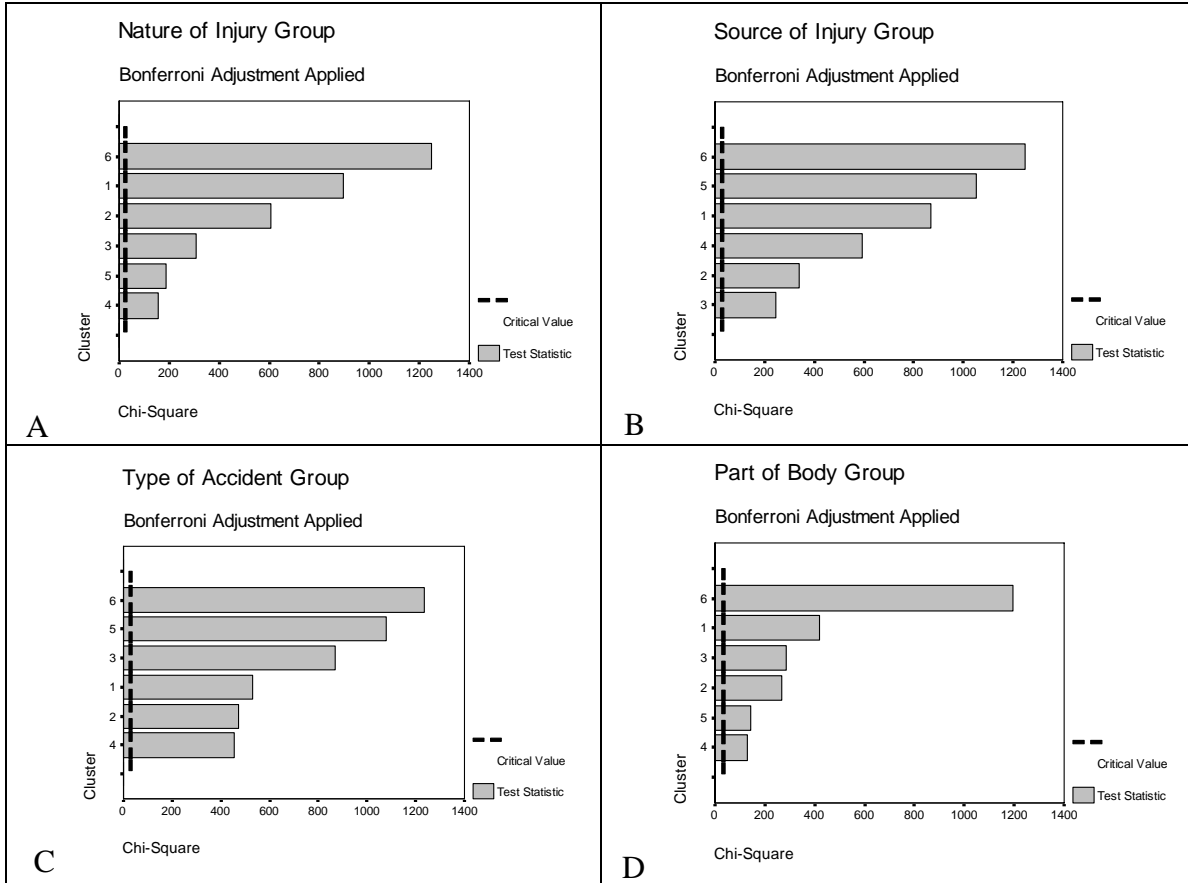 Nature of Injury Group
Bonferroni Adjustment Applied
6
1
2
3
5
4
Cluster
0 200 400 600 800 1000 1200 1400
Chi-Square
Critical Value
Test Statistic
A
Source of Injury Group
Bonferroni Adjustment Applied
6
5
1
4
2
3
Cluster
0 200 400 600 800 1000 1200 1400
Chi-Square
Critical Value
Test Statistic
B
Type of Accident Group
Bonferroni Adjustment Applied
6
5
3
1
2
4
Cluster
0 200 400 600 800 1000 1200 1400
Chi-Square
Critical Value
Test Statistic
C
Part of Body Group
Bonferroni Adjustment Applied
6
1
3
2
5
4
Cluster
0 200 400 600 800 1000 1200 1400
Chi-Square
Critical Value
Test Statistic
D